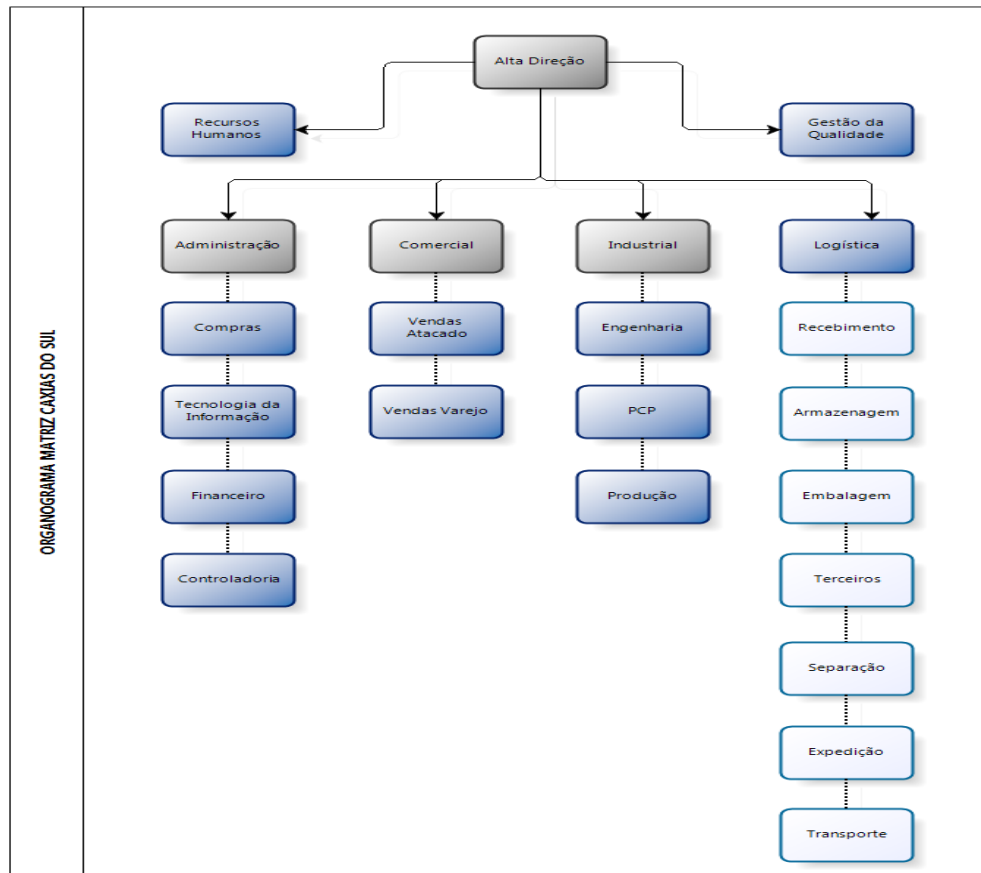 ORGANOGRAMA MATRIZ CAXIAS DO SUL
Alta Direção
Recursos
Humanos
Gestão da
Qualidade
Administração
Comercial
Industrial
Logística
Compras
Vendas
Atacado
Engenharia
Recebimento
Tecnologia da
Informação
Vendas Varejo
PCP
Armazenagem
Financeiro
Produção
Embalagem
Controladoria
Terceiros
Separação
Expedição
Transporte